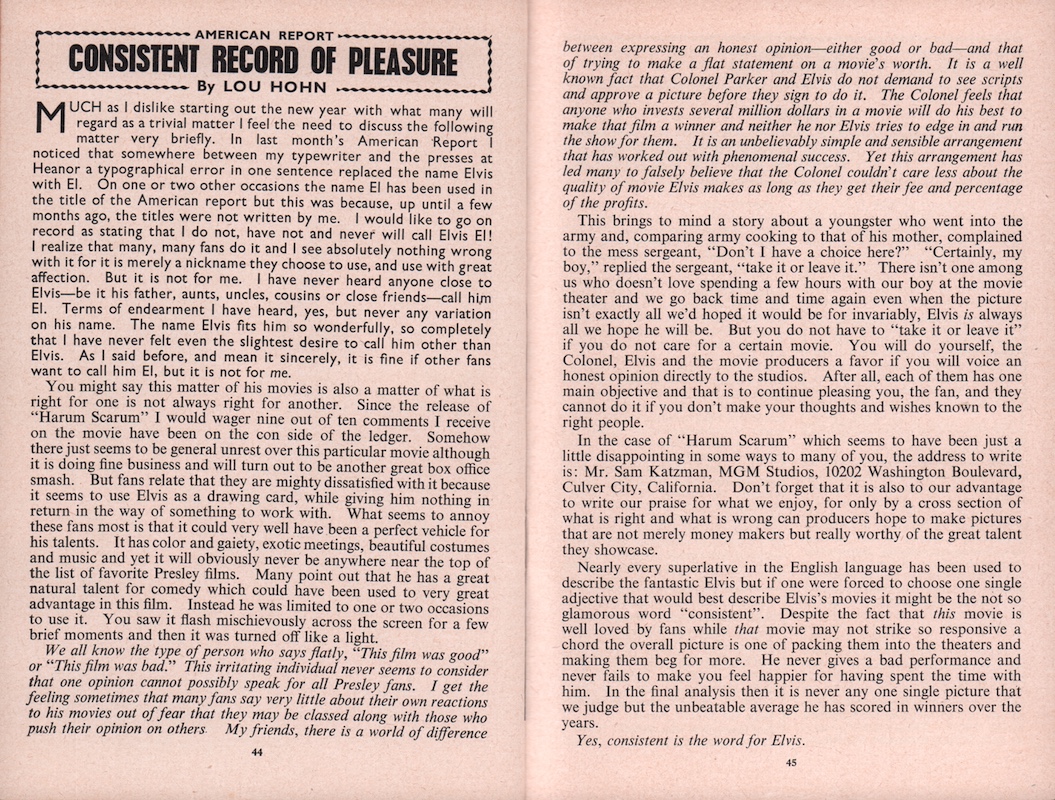 AMERICAN REPORT
CONSISTENT RECORD OF PLEASURE
By LOU HOHN
MUCH as I dislike starting out the new year with what many will
regard as a trivial matter I feel the need to discuss the following
matter very briefly. In last month's American Report I
noticed that somewhere between my typewriter and the presses at
Heanor a typographical error in one sentence replaced the name Elvis
with El. On one or two other occasions the name El has been used in
the title of the American report but this was because, up until a few
months ago, the titles were not written by me. I would like to go on
record as stating that I do not, have not and never will call Elvis El!
I realize that many, many fans do it and I see absolutely nothing wrong
with it for it is merely a nickname they choose to use, and use with great
affection. But it is not for me. I have never heard anyone close to
Elvis—be it his father, aunts, uncles, cousins or close friends—call him
El. Terms of endearment I have heard, yes, but never any variation
on his name. The name Elvis fits him so wonderfully, so completely
that I have never felt even the slightest desire to call him other than
Elvis. As I said before, and mean it sincerely, it is fine if other fans
want to call him El, but it is not for me.
You might say this matter of his movies is also a matter of what is
right for one is not always right for another. Since the release of
"Harum Scarum" I would wager nine out of ten comments I receive
on the movie have been on the con side of the ledger. Somehow
there just seems to be general unrest over this particular movie although
it is doing fine business and will turn out to be another great box office
smash. But fans relate that they are mighty dissatisfied with it because
it seems to use Elvis as a drawing card, while giving him nothing in
return in the way of something to work with. What seems to annoy
these fans most is that it could very well have been a perfect vehicle for
his talents. It has color and gaiety, exotic meetings, beautiful costumes
and music and yet it will obviously never be anywhere near the top of
the list of favorite Presley films. Many point out that he has a great
natural talent for comedy which could have been used to very great
advantage in this film. Instead he was limited to one or two occasions
to use it. You saw it flash mischievously across the screen for a few
brief moments and then it was turned off like a light.
We all know the type of person who says flatly, "This film was good"
or "This film was bad." This irritating individual never seems to consider
that one opinion cannot possibly speak for all Presley fans. I get the
feeling sometimes that many fans say very little about their own reactions
to his movies out of fear that they may be classed along with those who
push their opinion on others. My friends, there is a world of difference
44
between expressing an honest opinion—either good or bad—and that
of trying to make a flat statement on a movie's worth. It is a well
known fact that Colonel Parker and Elvis do not demand to see scripts
and approve a picture before they sign to do it. The Colonel feels that
anyone who invests several million dollars in a movie will do his best to
make that film a winner and neither he nor Elvis tries to edge in and run
the show for them. It is an unbelievably simple and sensible arrangement
that has worked out with phenomenal success. Yet this arrangement has
led many to falsely believe that the Colonel couldn't care less about the
quality of movie Elvis makes as long as they get their fee and percentage
of the profits.
This brings to mind a story about a youngster who went into the
army and, comparing army cooking to that of his mother, complained
to the mess sergeant, "Don't I have a choice here?" "Certainly, my
boy," replied the sergeant, "take it or leave it." There isn't one among
us who doesn't love spending a few hours with our boy at the movie
theater and we go back time and time again even when the picture
isn't exactly all we'd hoped it would be for invariably, Elvis is always
all we hope he will be. But you do not have to "take it or leave it"
if you do not care for a certain movie. You will do yourself, the
Colonel, Elvis and the movie producers a favor if you will voice an
honest opinion directly to the studios. After all, each of them has one
main objective and that is to continue pleasing you, the fan, and they
cannot do it if you don't make your thoughts and wishes known to the
right people.
In the case of "Harum Scarum" which seems to have been just a
little disappointing in some ways to many of you, the address to write
is: Mr. Sam Katzman, MGM Studios, 10202 Washington Boulevard,
Culver City, California. Don't forget that it is also to our advantage
to write our praise for what we enjoy, for only by a cross section of
what is right and what is wrong can producers hope to make pictures
that are not merely money makers but really worthy of the great talent
they showcase.
Nearly every superlative in the English language has been used to
describe the fantastic Elvis but if one were forced to choose one single
adjective that would best describe Elvis's movies it might be the not so
glamorous word "consistent". Despite the fact that this movie is
well loved by fans while that movie may not strike so responsive a
chord the overall picture is one of packing them into the theaters and
making them beg for more. He never gives a bad performance and
never fails to make you feel happier for having spent the time with
him. In the final analysis then it is never any one single picture that
we judge but the unbeatable average he has scored in winners over the
years.
Yes, consistent is the word for Elvis.
45